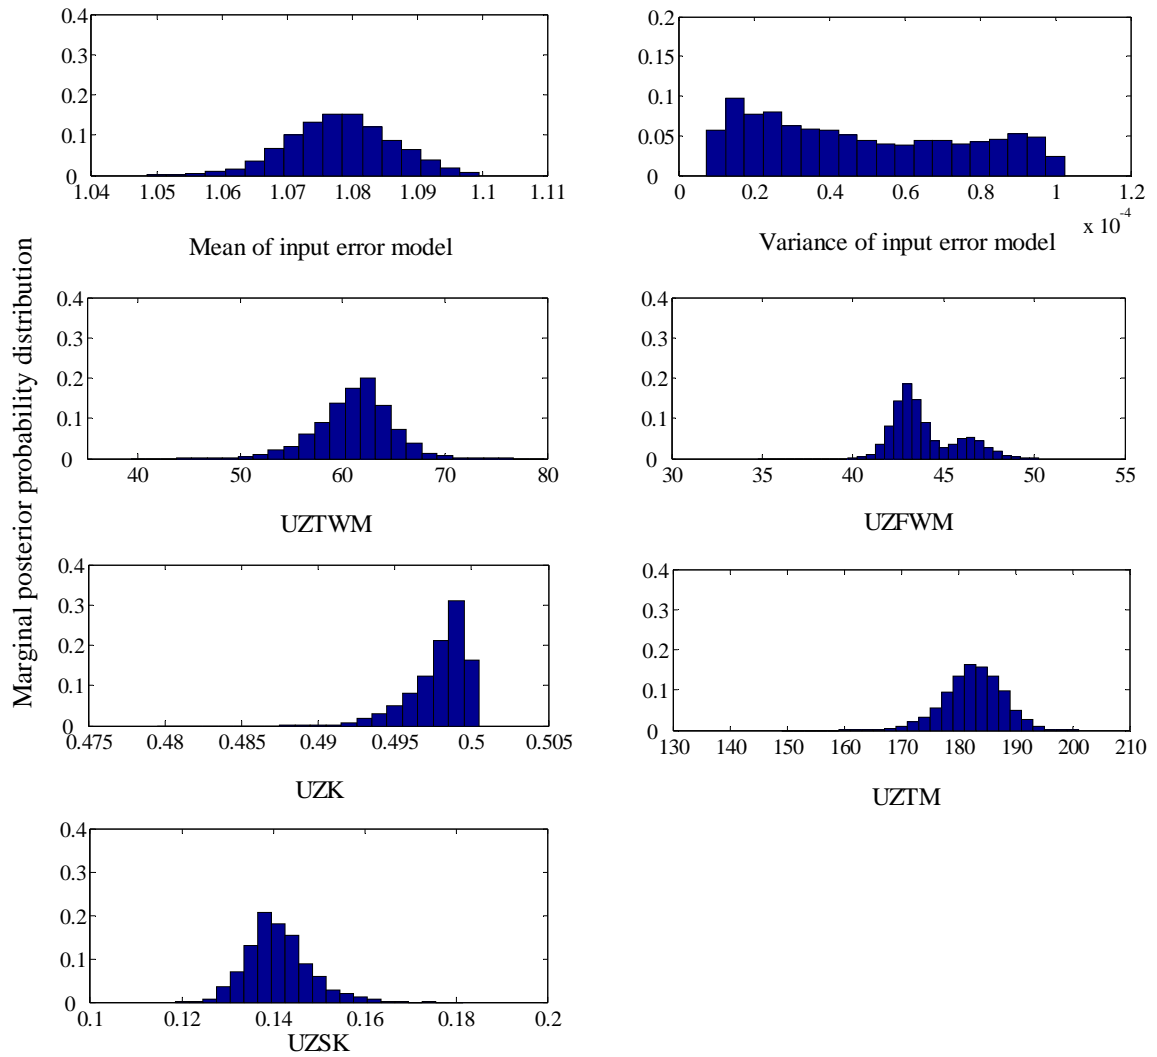 0.4
0.3
0.2
0.1
0
1.04 1.05 1.06 1.07 1.08 1.09 1.1 1.11
Mean of input error model
0.2
0.15
0.1
0.05
0
0 0.2 0.4 0.6 0.8 1 1.2
x 10-4
Variance of input error model
Marginal posterior probability distribution
0.4
0.3
0.2
0.1
0
40 50 60 70 80
UZTWM
0.4
0.3
0.2
0.1
0
30 35 40 45 50 55
UZFWM
0.4
0.3
0.2
0.1
0
0.475 0.48 0.485 0.49 0.495 0.5 0.505
UZK
0.4
0.3
0.2
0.1
0
130 140 150 160 170 180 190 200 210
UZTM
0.4
0.3
0.2
0.1
0
0.1 0.12 0.14 0.16 0.18 0.2
UZSK